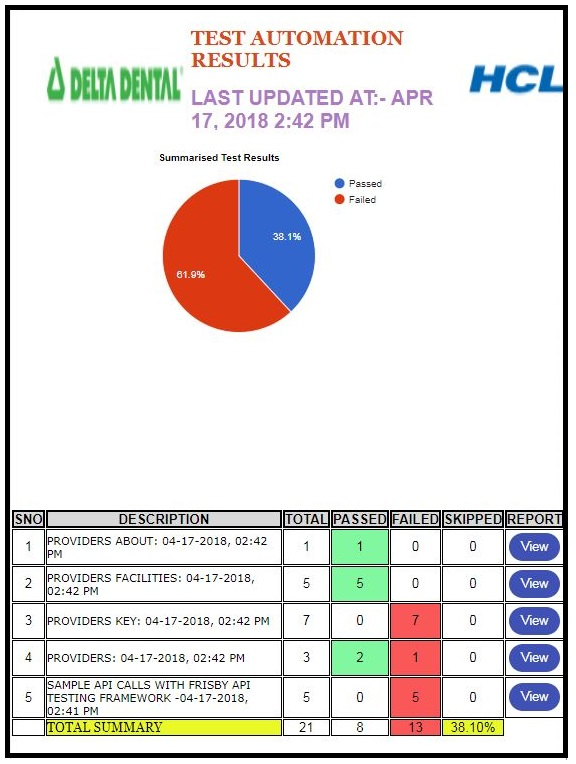 TEST AUTOMATION
RESULTS
DELTA DENTAL
LAST UPDATED AT:- APR
17, 2018 2:42 PM
HCL
Summarised Test Results
Passed
Failed
38.1%
61.9%
SNO DESCRIPTION TOTAL PASSED FAILED SKIPPED REPORT
1 PROVIDERS ABOUT: 04-17-2018, 02:42
PM 1 1 0 0 View
2 PROVIDERS FACILITIES: 04-17-2018,
02:42 PM 5 5 0 0 View
3 PROVIDERS KEY: 04-17-2018, 02:42 PM 7 0 7 0 View
4 PROVIDERS: 04-17-2018, 02:42 PM 3 2 1 0 View
5 SAMPLE API CALLS WITH FRISBY API
TESTING FRAMEWORK -04-17-2018,
02:41 PM 5 0 5 0 View
TOTAL SUMMARY 21 8 13 38.10%